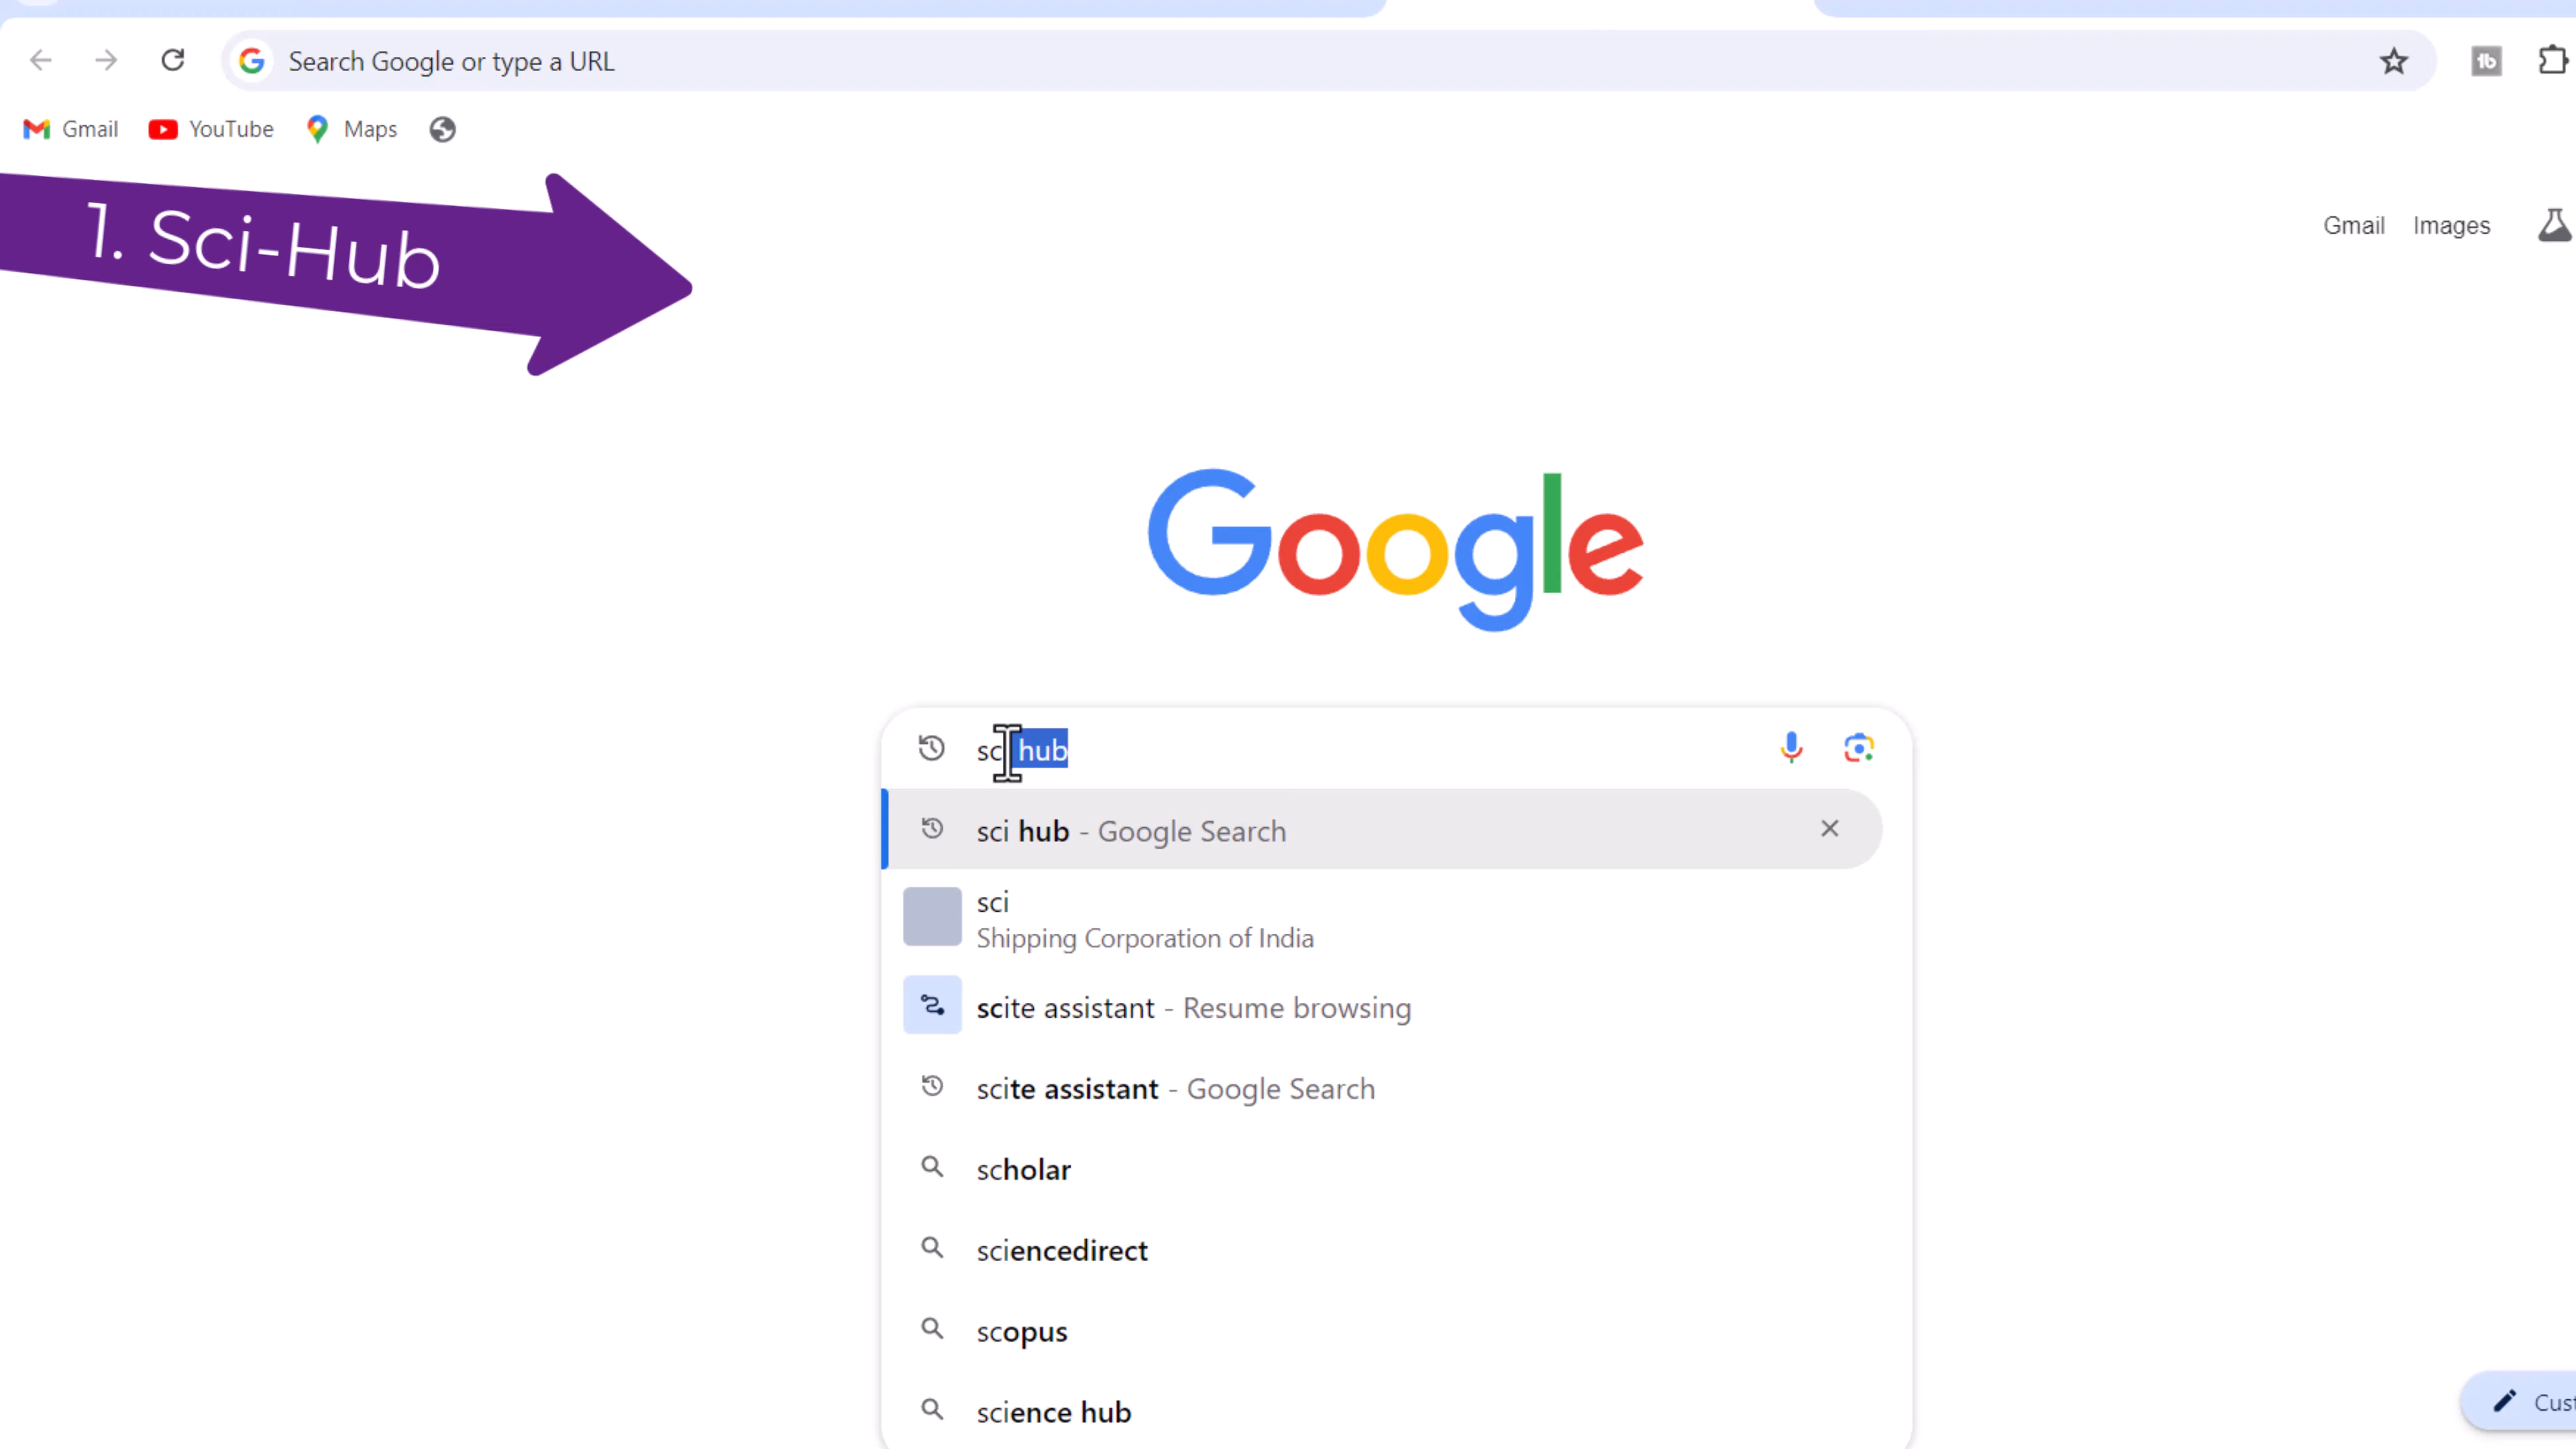 Search Google or type a URL
Gmail YouTube Maps
1. Sci-Hub
Gmail Images
Google
sci hub
sci hub - Google Search
sci
Shipping Corporation of India
scite assistant - Resume browsing
scite assistant - Google Search
scholar
sciencedirect
scopus
science hub